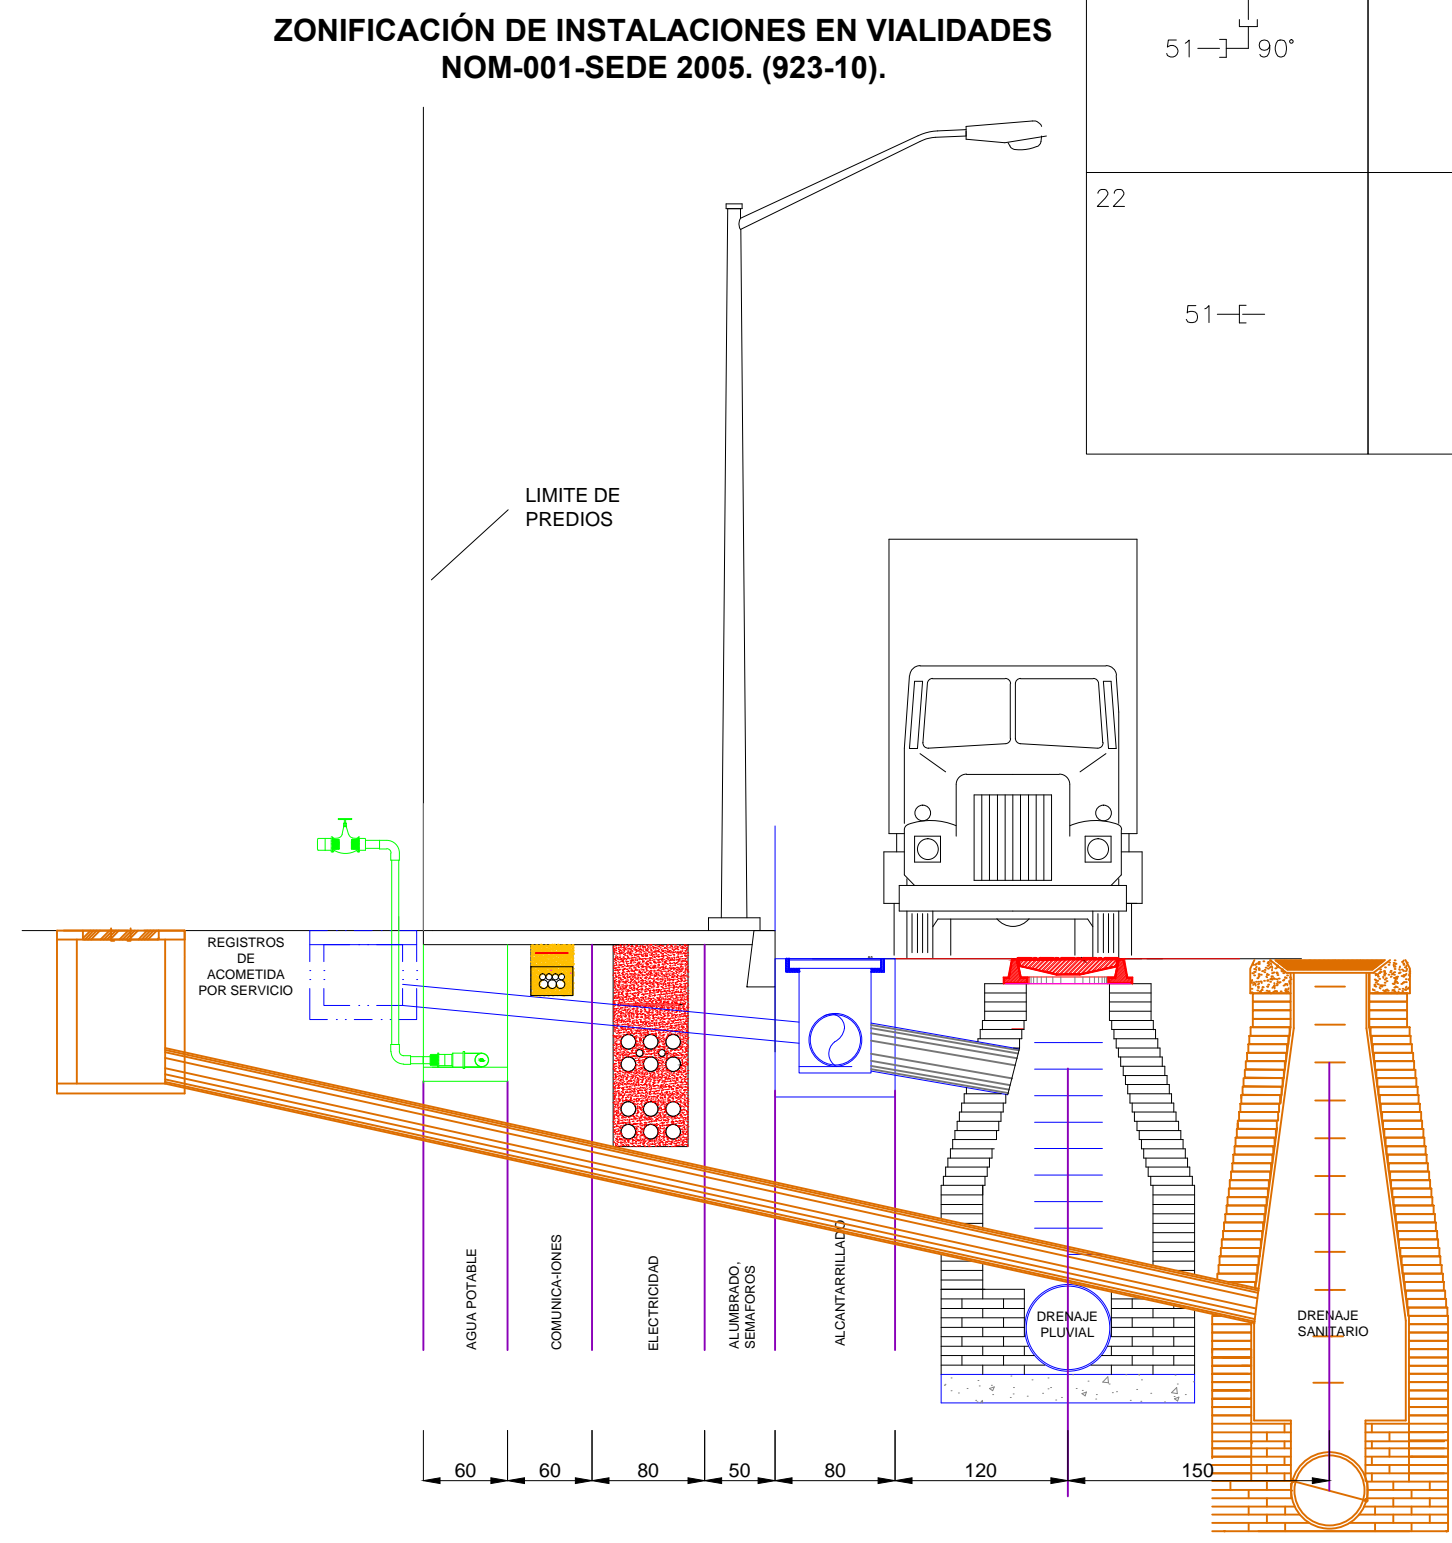 ZONIFICACIÓN DE INSTALACIONES EN VIALIDADES
NOM-001-SEDE 2005. (923-10).
51 90°
22
51
LIMITE DE
PREDIOS
REGISTROS
DE
ACOMETIDA
POR SERVICIO
AGUA POTABLE
COMUNICA-IONES
ELECTRICIDAD
ALUMBRADO,
SEMAFOROS
ALCANTARRILLADO
DRENAJE
PLUVIAL
DRENAJE
SANITARIO
60 60 80 50 80 120 150